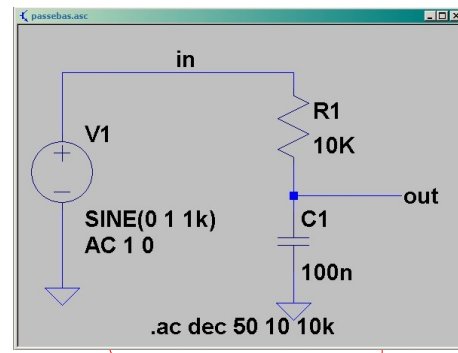 passebas.asc
in
R1
10K
V1
out
SINE(0 1 1k)
AC 1 0
C1
100n
.ac dec 50 10 10k